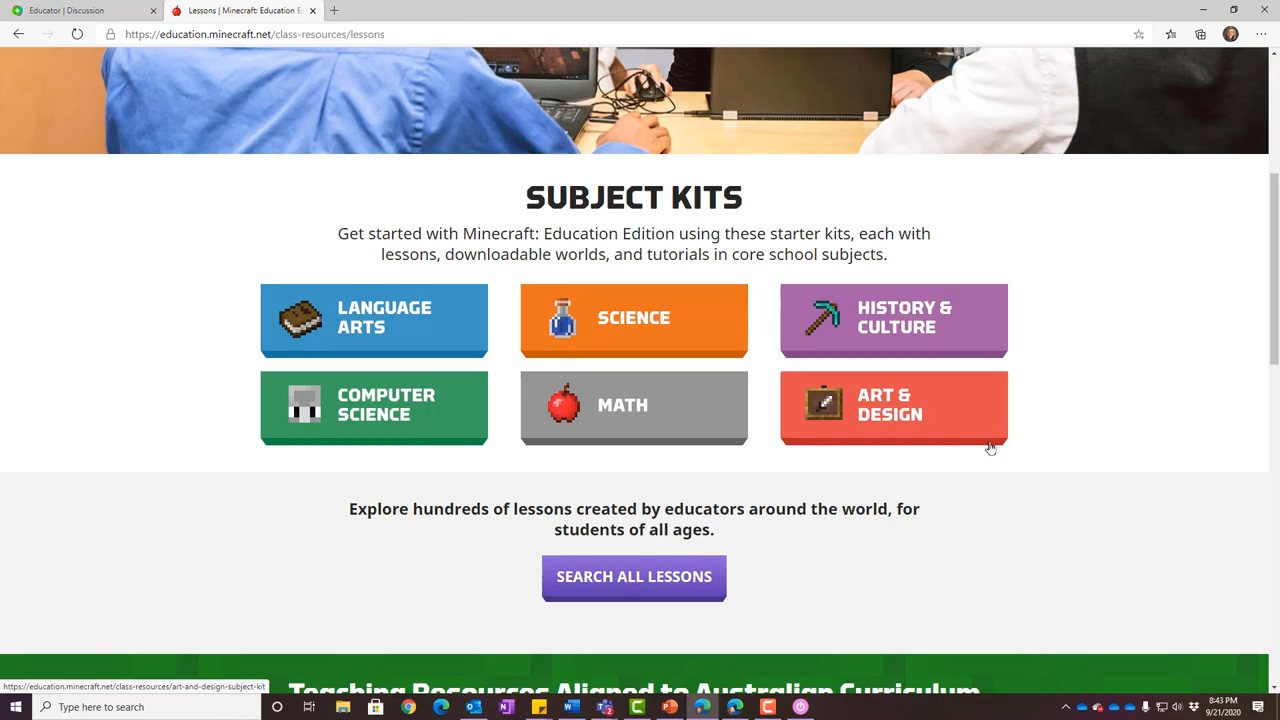 Educator | Discussion
Lessons | Minecraft: Education E
https://education.minecraft.net/class-resources/lessons
SUBJECT KITS
Get started with Minecraft: Education Edition using these starter kits, each with
lessons, downloadable worlds, and tutorials in core school subjects.
LANGUAGE
ARTS
SCIENCE
HISTORY &
CULTURE
COMPUTER
SCIENCE
MATH
ART &
DESIGN
Explore hundreds of lessons created by educators around the world, for
students of all ages.
SEARCH ALL LESSONS
Teaching Resources Aligned to Australian Curriculum
https://education.minecraft.net/class-resources/art-and-design-subject-kit
Type here to search
8:43 PM
9/21/2020